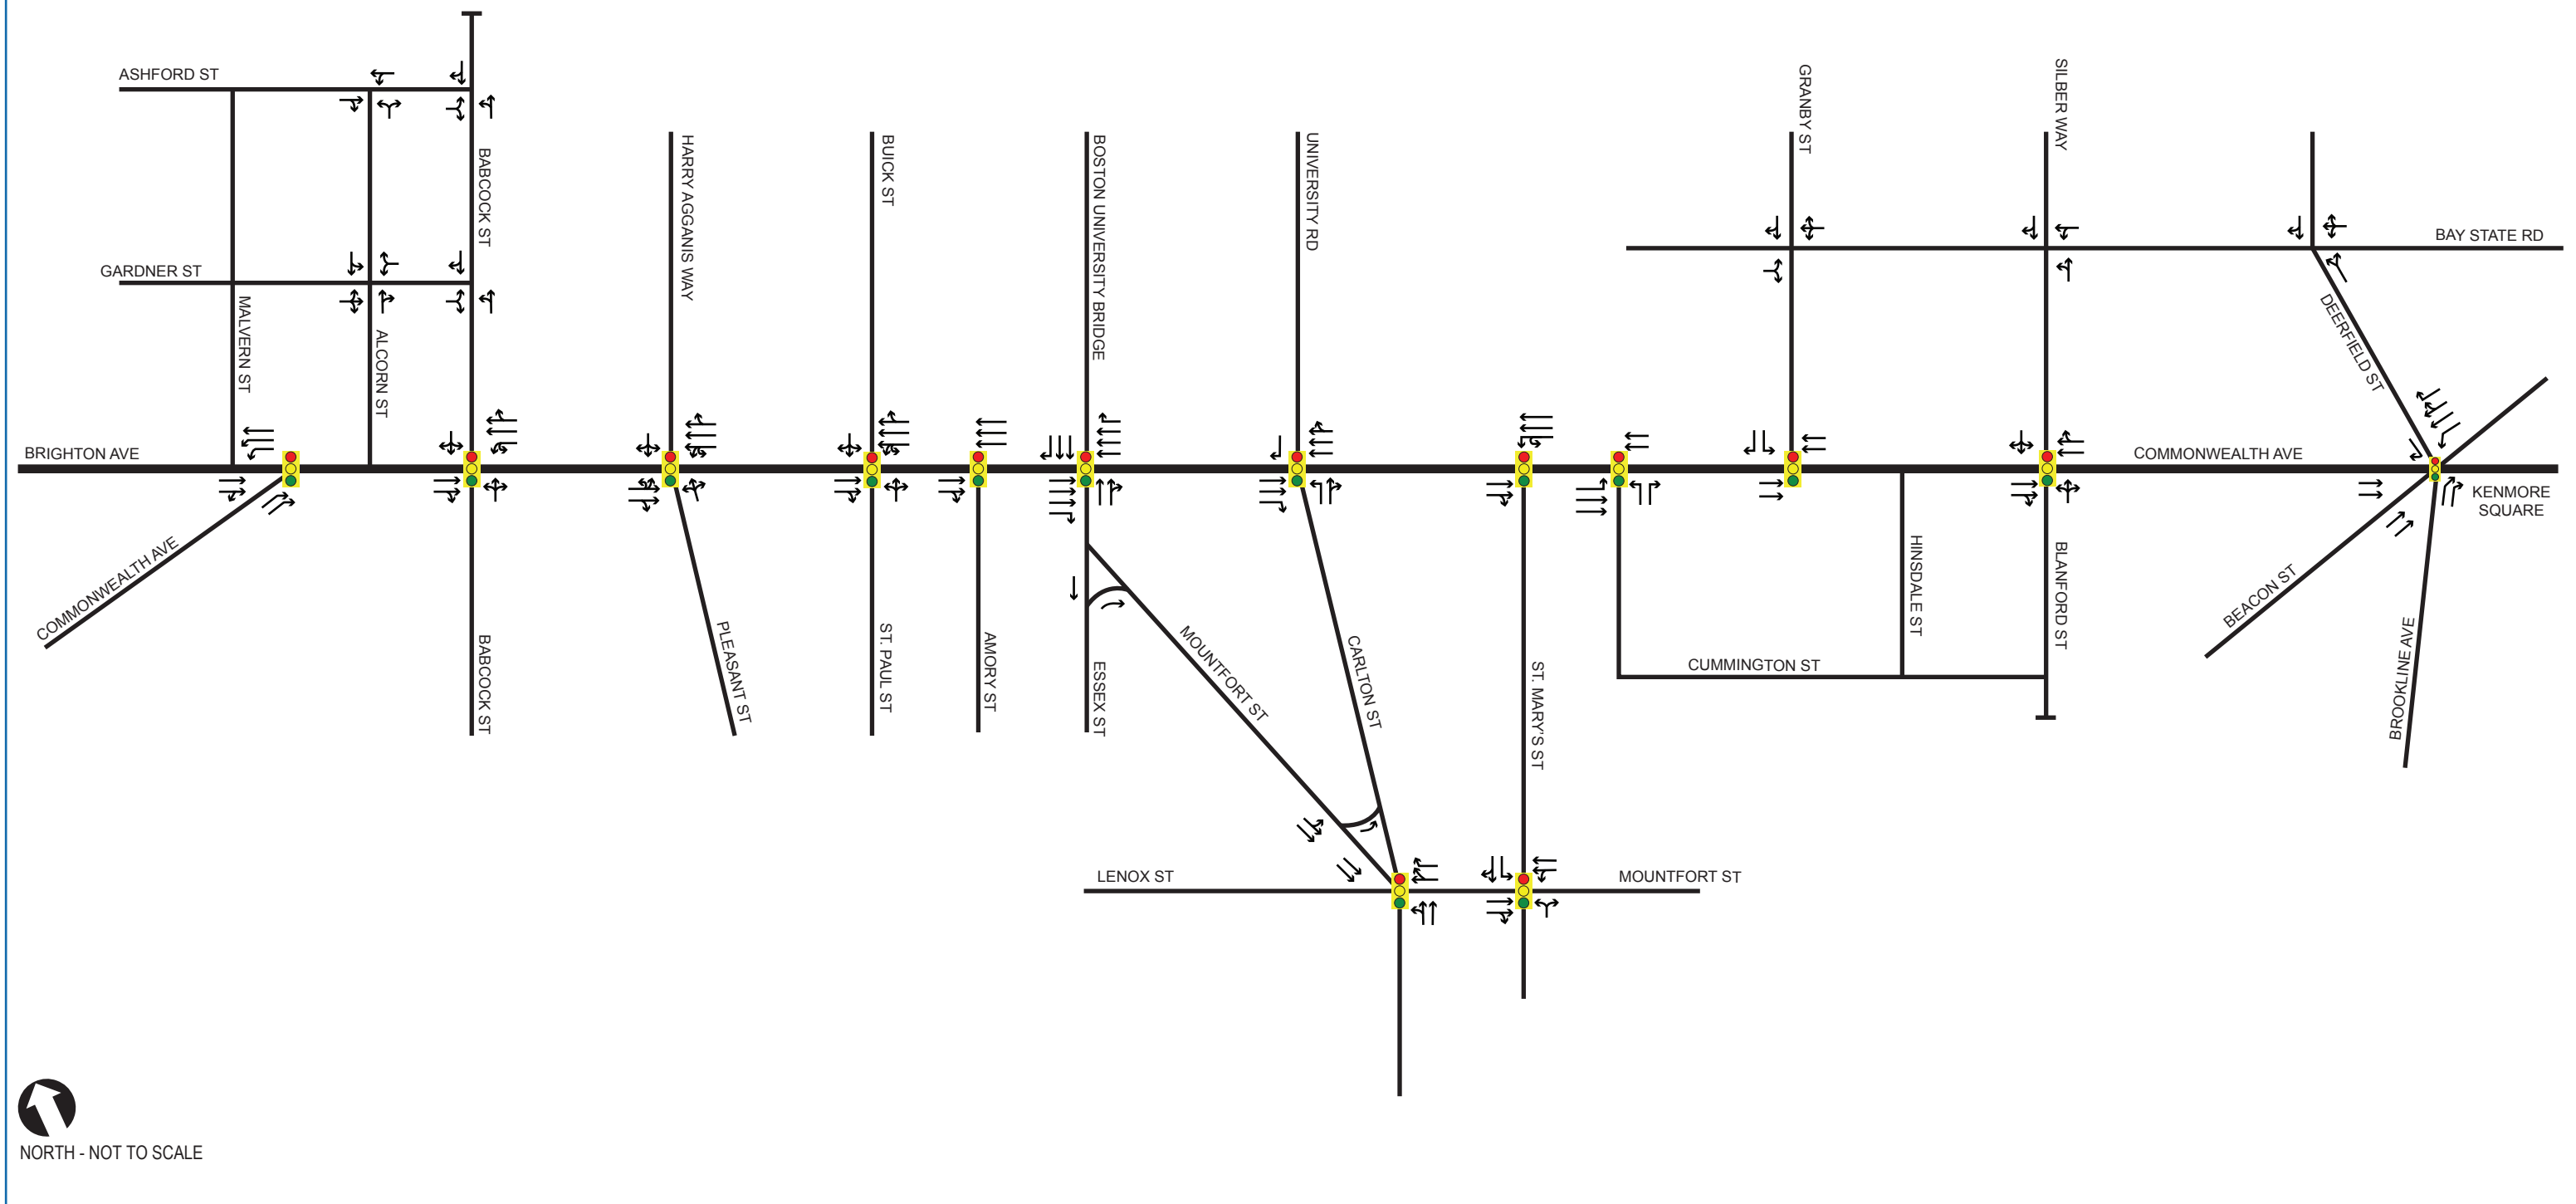 ASHFORD ST
GARDNER ST
MALVERN ST
ALCORN ST
BABCOCK ST
HARRY AGGANIS WAY
BUICK ST
BOSTON UNIVERSITY BRIDGE
UNIVERSITY RD
GRANBY ST
SILBER WAY
BAY STATE RD
DEERFIELD ST
BRIGHTON AVE
COMMONWEALTH AVE
KENMORE
SQUARE
COMMONWEALTH AVE
BABCOCK ST
PLEASANT ST
ST. PAUL ST
AMORY ST
ESSEX ST
MOUNTFORT ST
CARLTON ST
ST. MARY'S ST
CUMMINGTON ST
HINSDALE ST
BLANFORD ST
BEACON ST
BROOKLINE AVE
LENOX ST
MOUNTFORT ST
NORTH - NOT TO SCALE